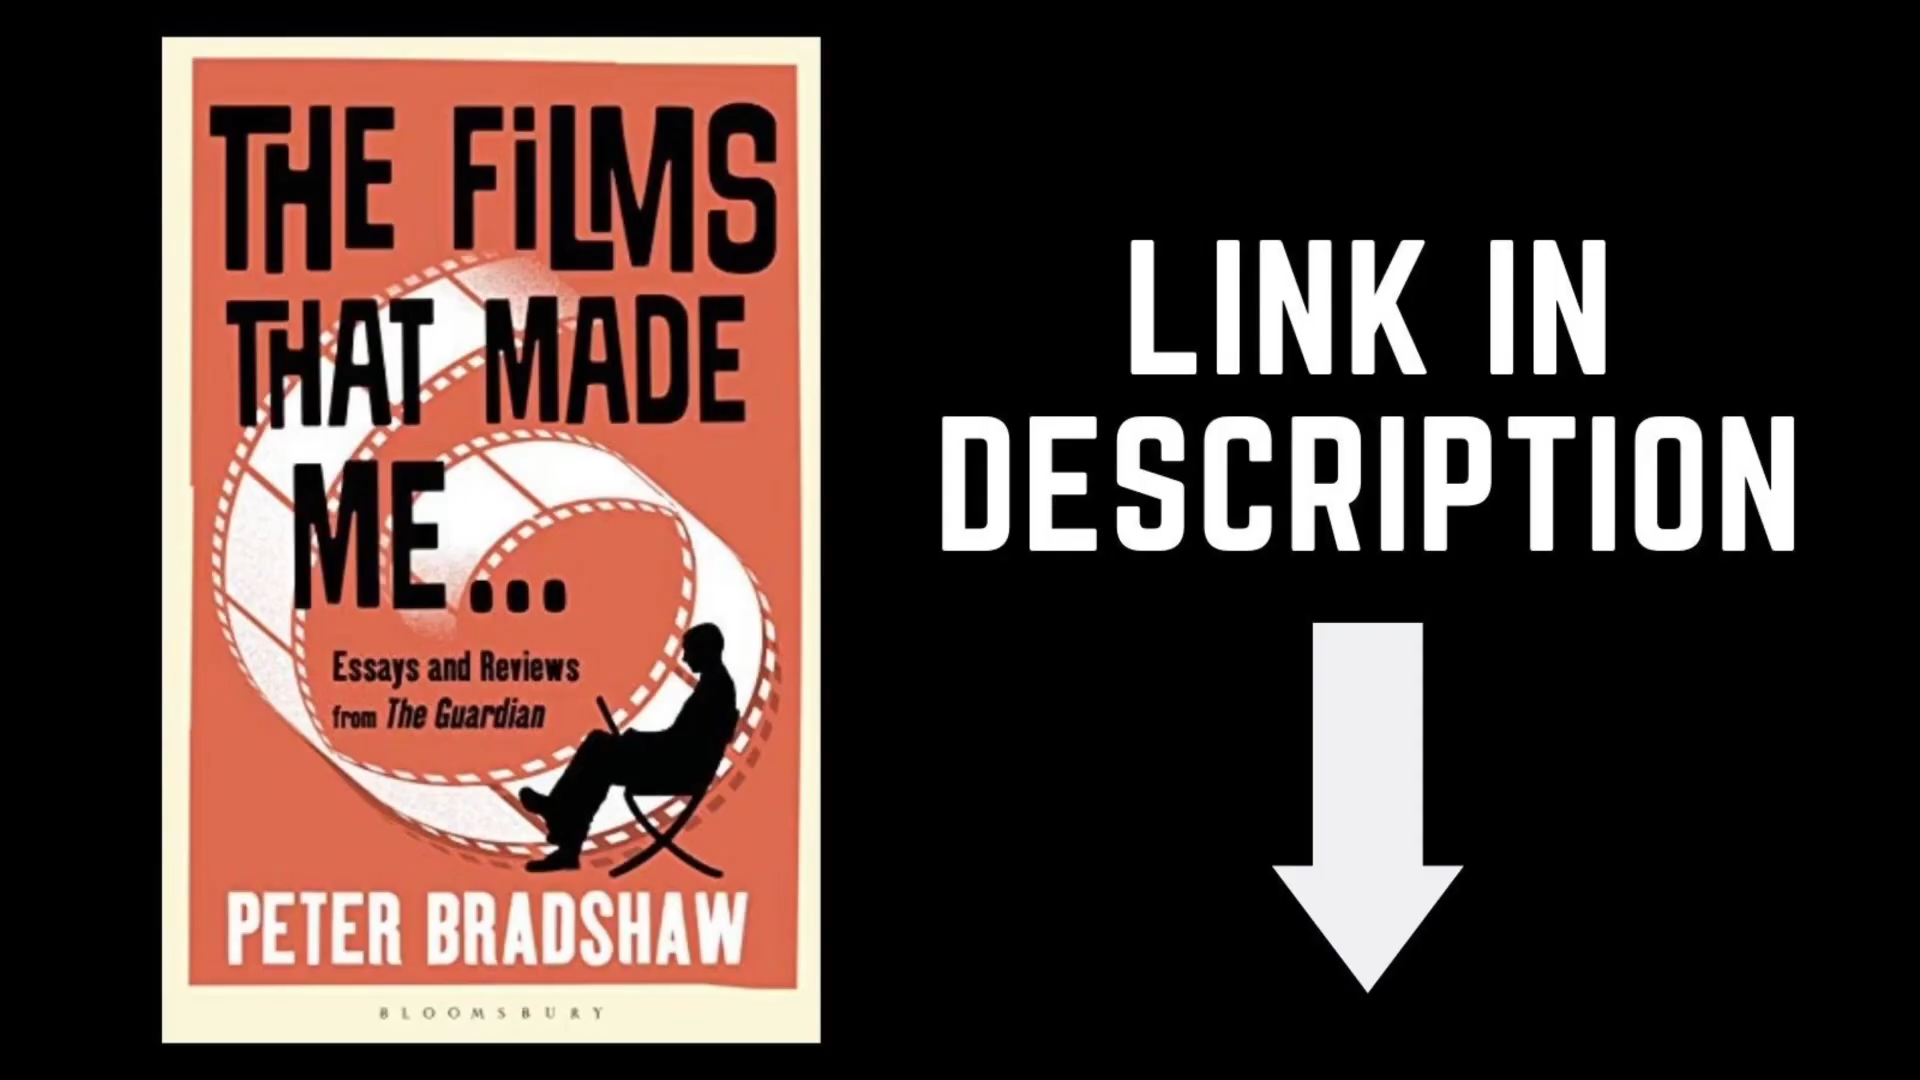 THE FiLMS
THAT MADE
ME...
Essays and Reviews
from The Guardian
PETER BRADSHAW
BLOOMSBURY
LINK IN
DESCRIPTION